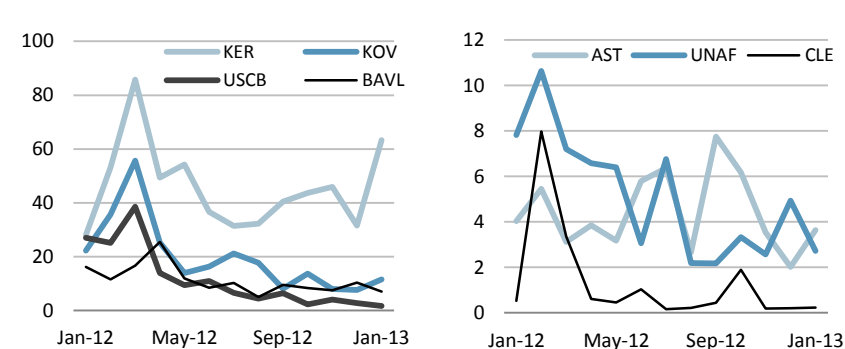 100
80
60
40
20
0
KER KOV
USCB BAVL
Jan-12 May-12 Sep-12 Jan-13
12
10
8
6
4
2
0
AST UNAF CLE
Jan-12 May-12 Sep-12 Jan-13